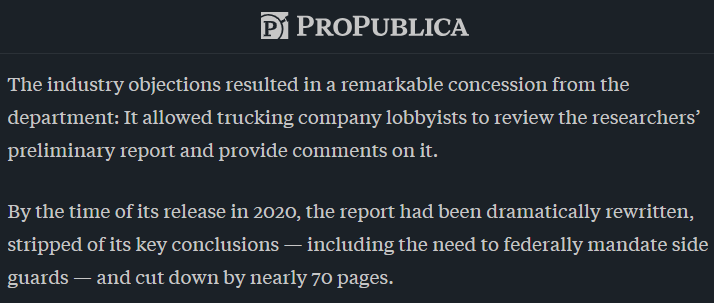 PROPUBLICA
The industry objections resulted in a remarkable concession from the
department: It allowed trucking company lobbyists to review the researchers’
preliminary report and provide comments on it.
By the time of its release in 2020, the report had been dramatically rewritten,
stripped of its key conclusions — including the need to federally mandate side
guards — and cut down by nearly 70 pages.